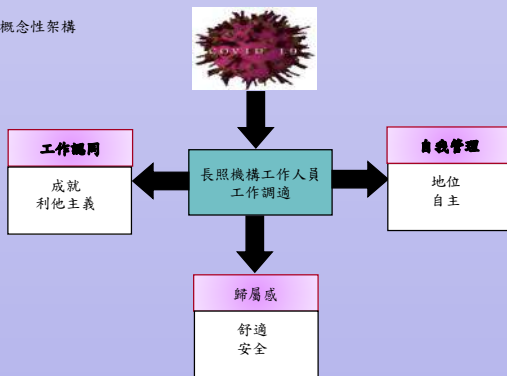 概念性架構
COVID 19
工作認同
成就
利他主義
長照機構工作人員
工作調適
自我管理
地位
自主
歸屬感
舒適
安全